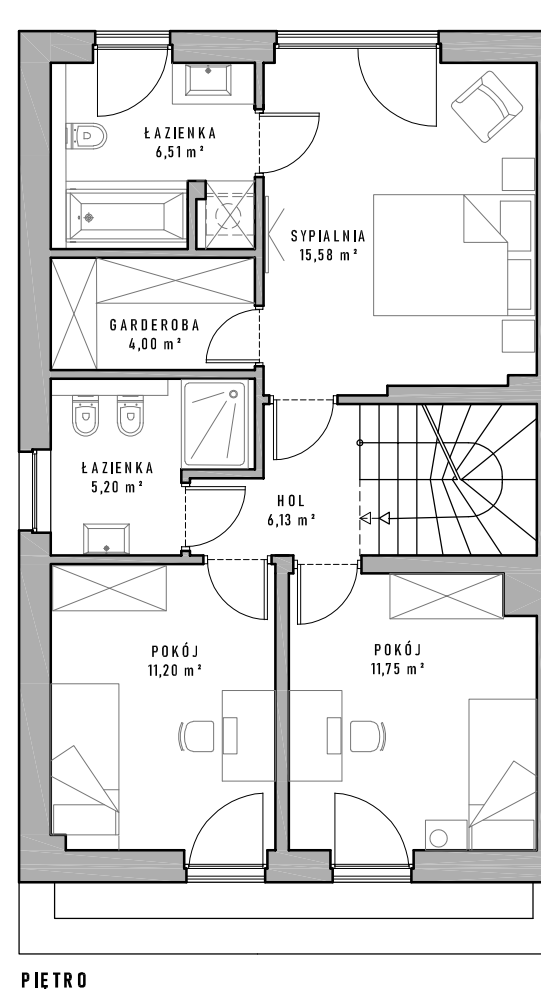 ŁAZIENKA
6,51 m²
SYPIALNIA
15,58 m²
GARDEROBA
4,00 m²
ŁAZIENKA
5,20 m²
HOL
6,13 m²
POKÓJ
11,20 m²
POKÓJ
11,75 m²
PIĘTRO